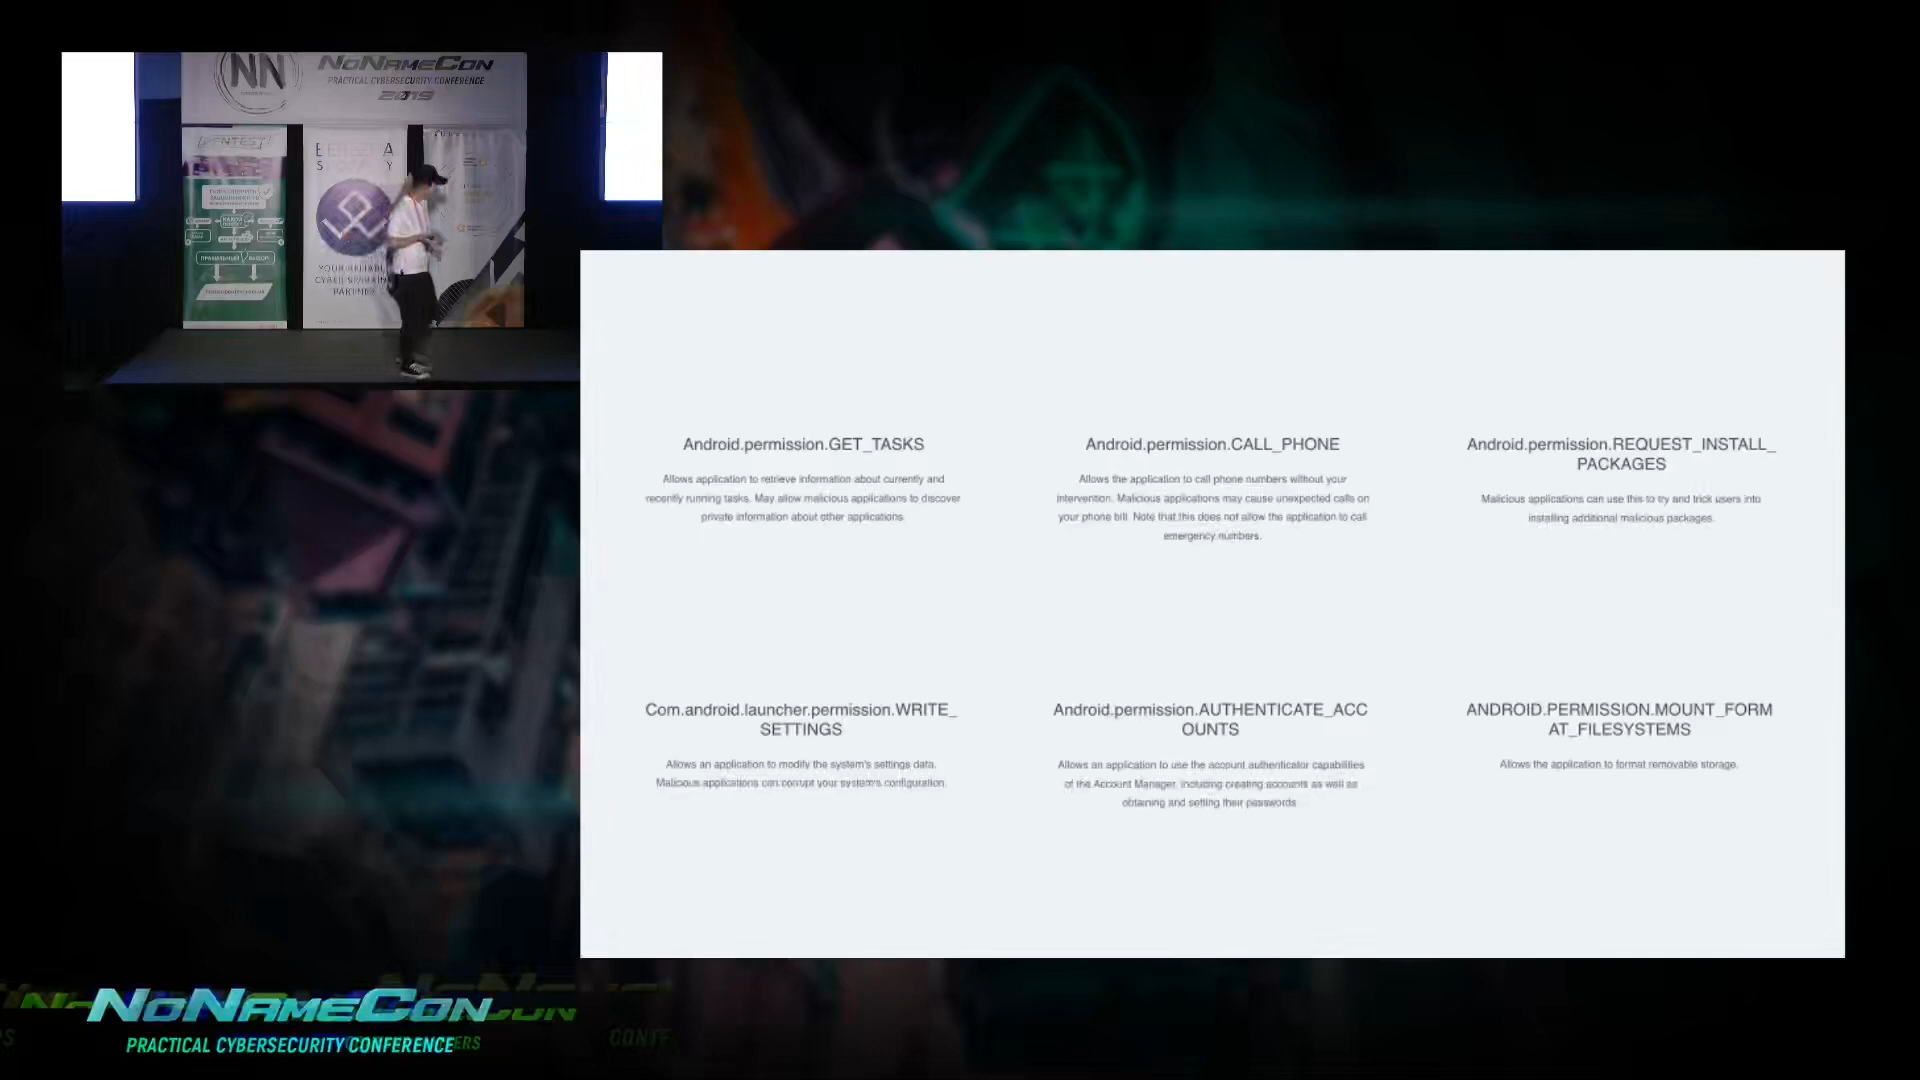 NN
NoNameCon
PRACTICAL CYBERSECURITY CONFERENCE
2019
YOUR RELIABLE
PARTNER
ПРАВИЛЬНЫЙ
ВЫБОР!
Android.permission.GET_TASKS
Allows application to retrieve information about currently and
recently running tasks. May allow malicious applications to discover
private information about other applications.
Android.permission.CALL_PHONE
Allows the application to call phone numbers without your
intervention. Malicious applications may cause unexpected calls on
your phone bill. Note that this does not allow the application to call
emergency numbers.
Android.permission.REQUEST_INSTALL_
PACKAGES
Malicious applications can use this to try and trick users into
installing additional malicious packages.
Com.android.launcher.permission.WRITE_
SETTINGS
Allows an application to modify the system's settings data.
Malicious applications can corrupt your system's configuration.
Android.permission.AUTHENTICATE_ACC
OUNTS
Allows an application to use the account authenticator capabilities
of the Account Manager, including creating accounts as well as
obtaining and setting their passwords
ANDROID.PERMISSION.MOUNT_FORM
AT_FILESYSTEMS
Allows the application to format removable storage.
NoNameCon
PRACTICAL CYBERSECURITY CONFERENCE